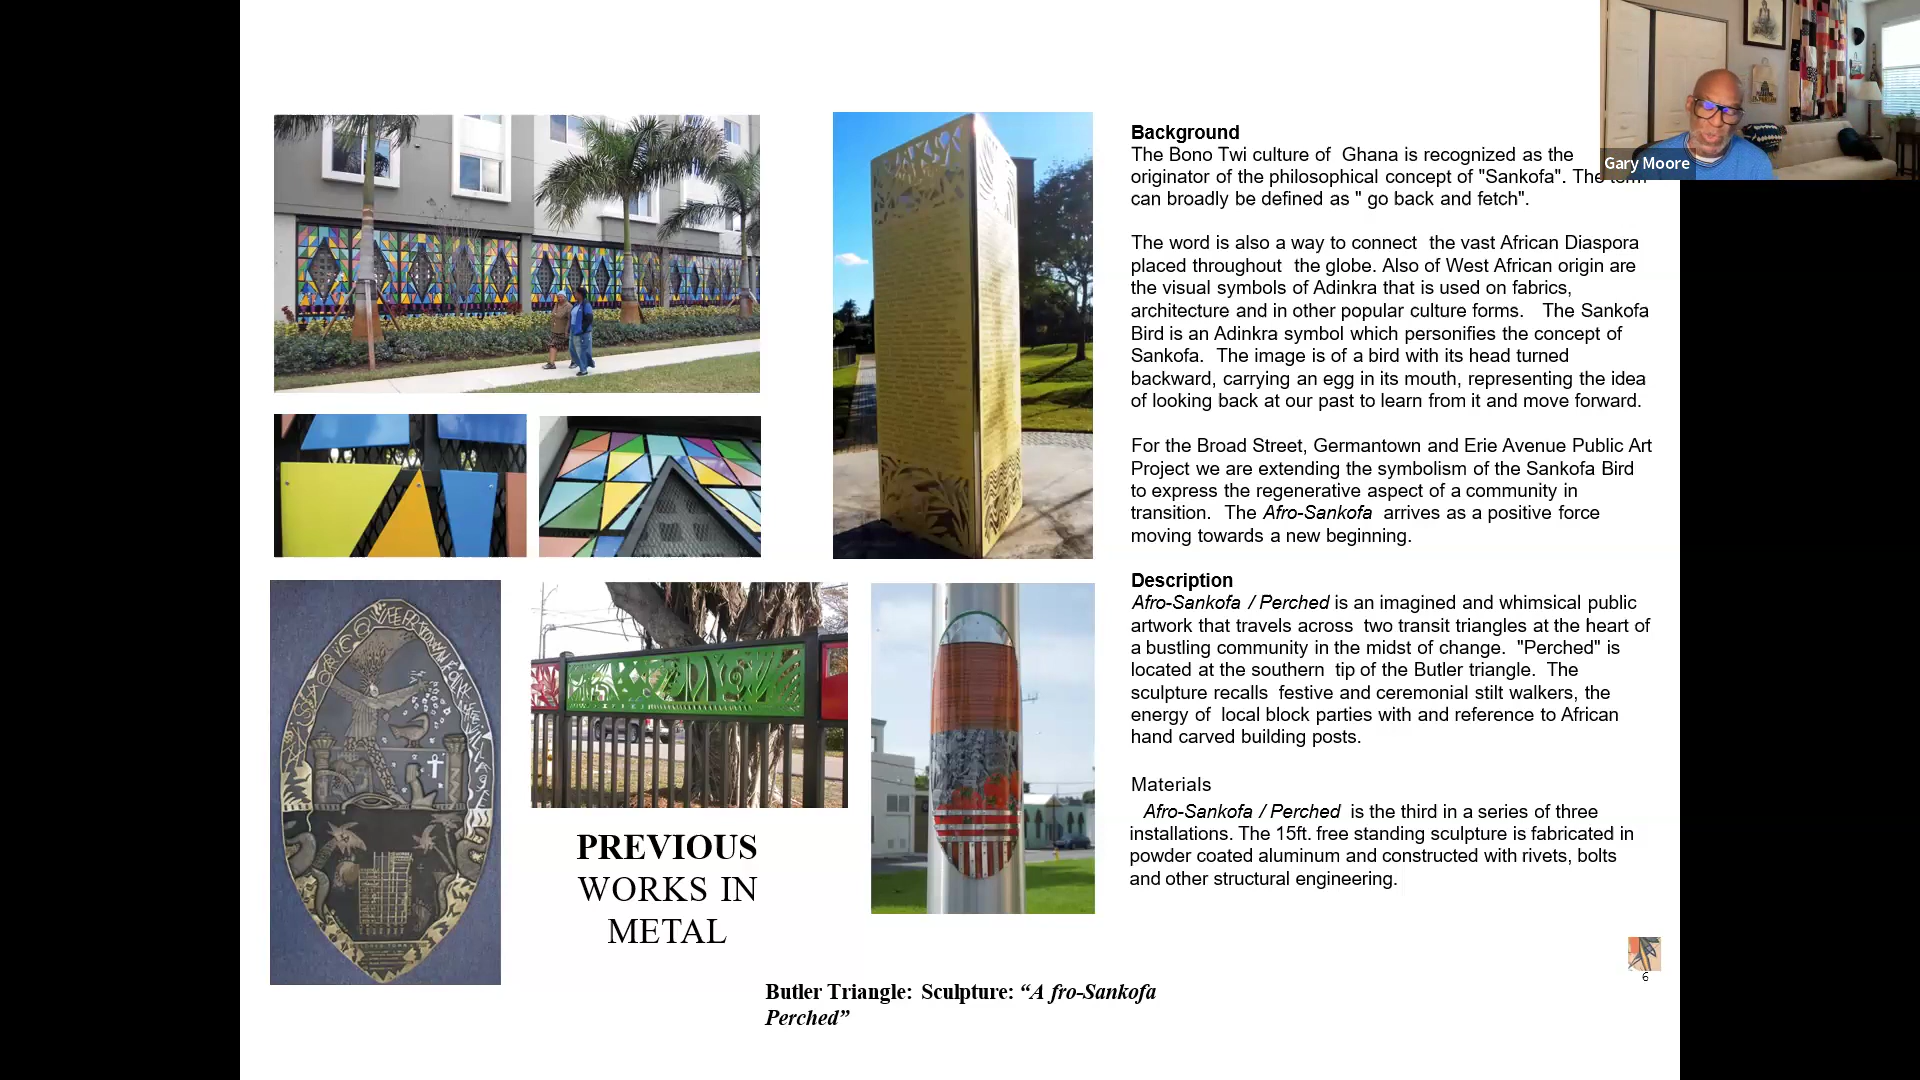 Background
The Bono Twi culture of Ghana is recognized as the
originator of the philosophical concept of "Sankofa". The term
can broadly be defined as " go back and fetch".
The word is also a way to connect the vast African Diaspora
placed throughout the globe. Also of West African origin are
the visual symbols of Adinkra that is used on fabrics,
architecture and in other popular culture forms. The Sankofa
Bird is an Adinkra symbol which personifies the concept of
Sankofa. The image is of a bird with its head turned
backward, carrying an egg in its mouth, representing the idea
of looking back at our past to learn from it and move forward.
For the Broad Street, Germantown and Erie Avenue Public Art
Project we are extending the symbolism of the Sankofa Bird
to express the regenerative aspect of a community in
transition. The Afro-Sankofa arrives as a positive force
moving towards a new beginning.
Description
Afro-Sankofa / Perched is an imagined and whimsical public
artwork that travels across two transit triangles at the heart of
a bustling community in the midst of change. "Perched" is
located at the southern tip of the Butler triangle. The
sculpture recalls festive and ceremonial stilt walkers, the
energy of local block parties with and reference to African
hand carved building posts.
Materials
Afro-Sankofa / Perched is the third in a series of three
installations. The 15ft. free standing sculpture is fabricated in
powder coated aluminum and constructed with rivets, bolts
and other structural engineering.
PREVIOUS
WORKS IN
METAL
Butler Triangle: Sculpture: “A fro-Sankofa
Perched”
6
Gary Moore